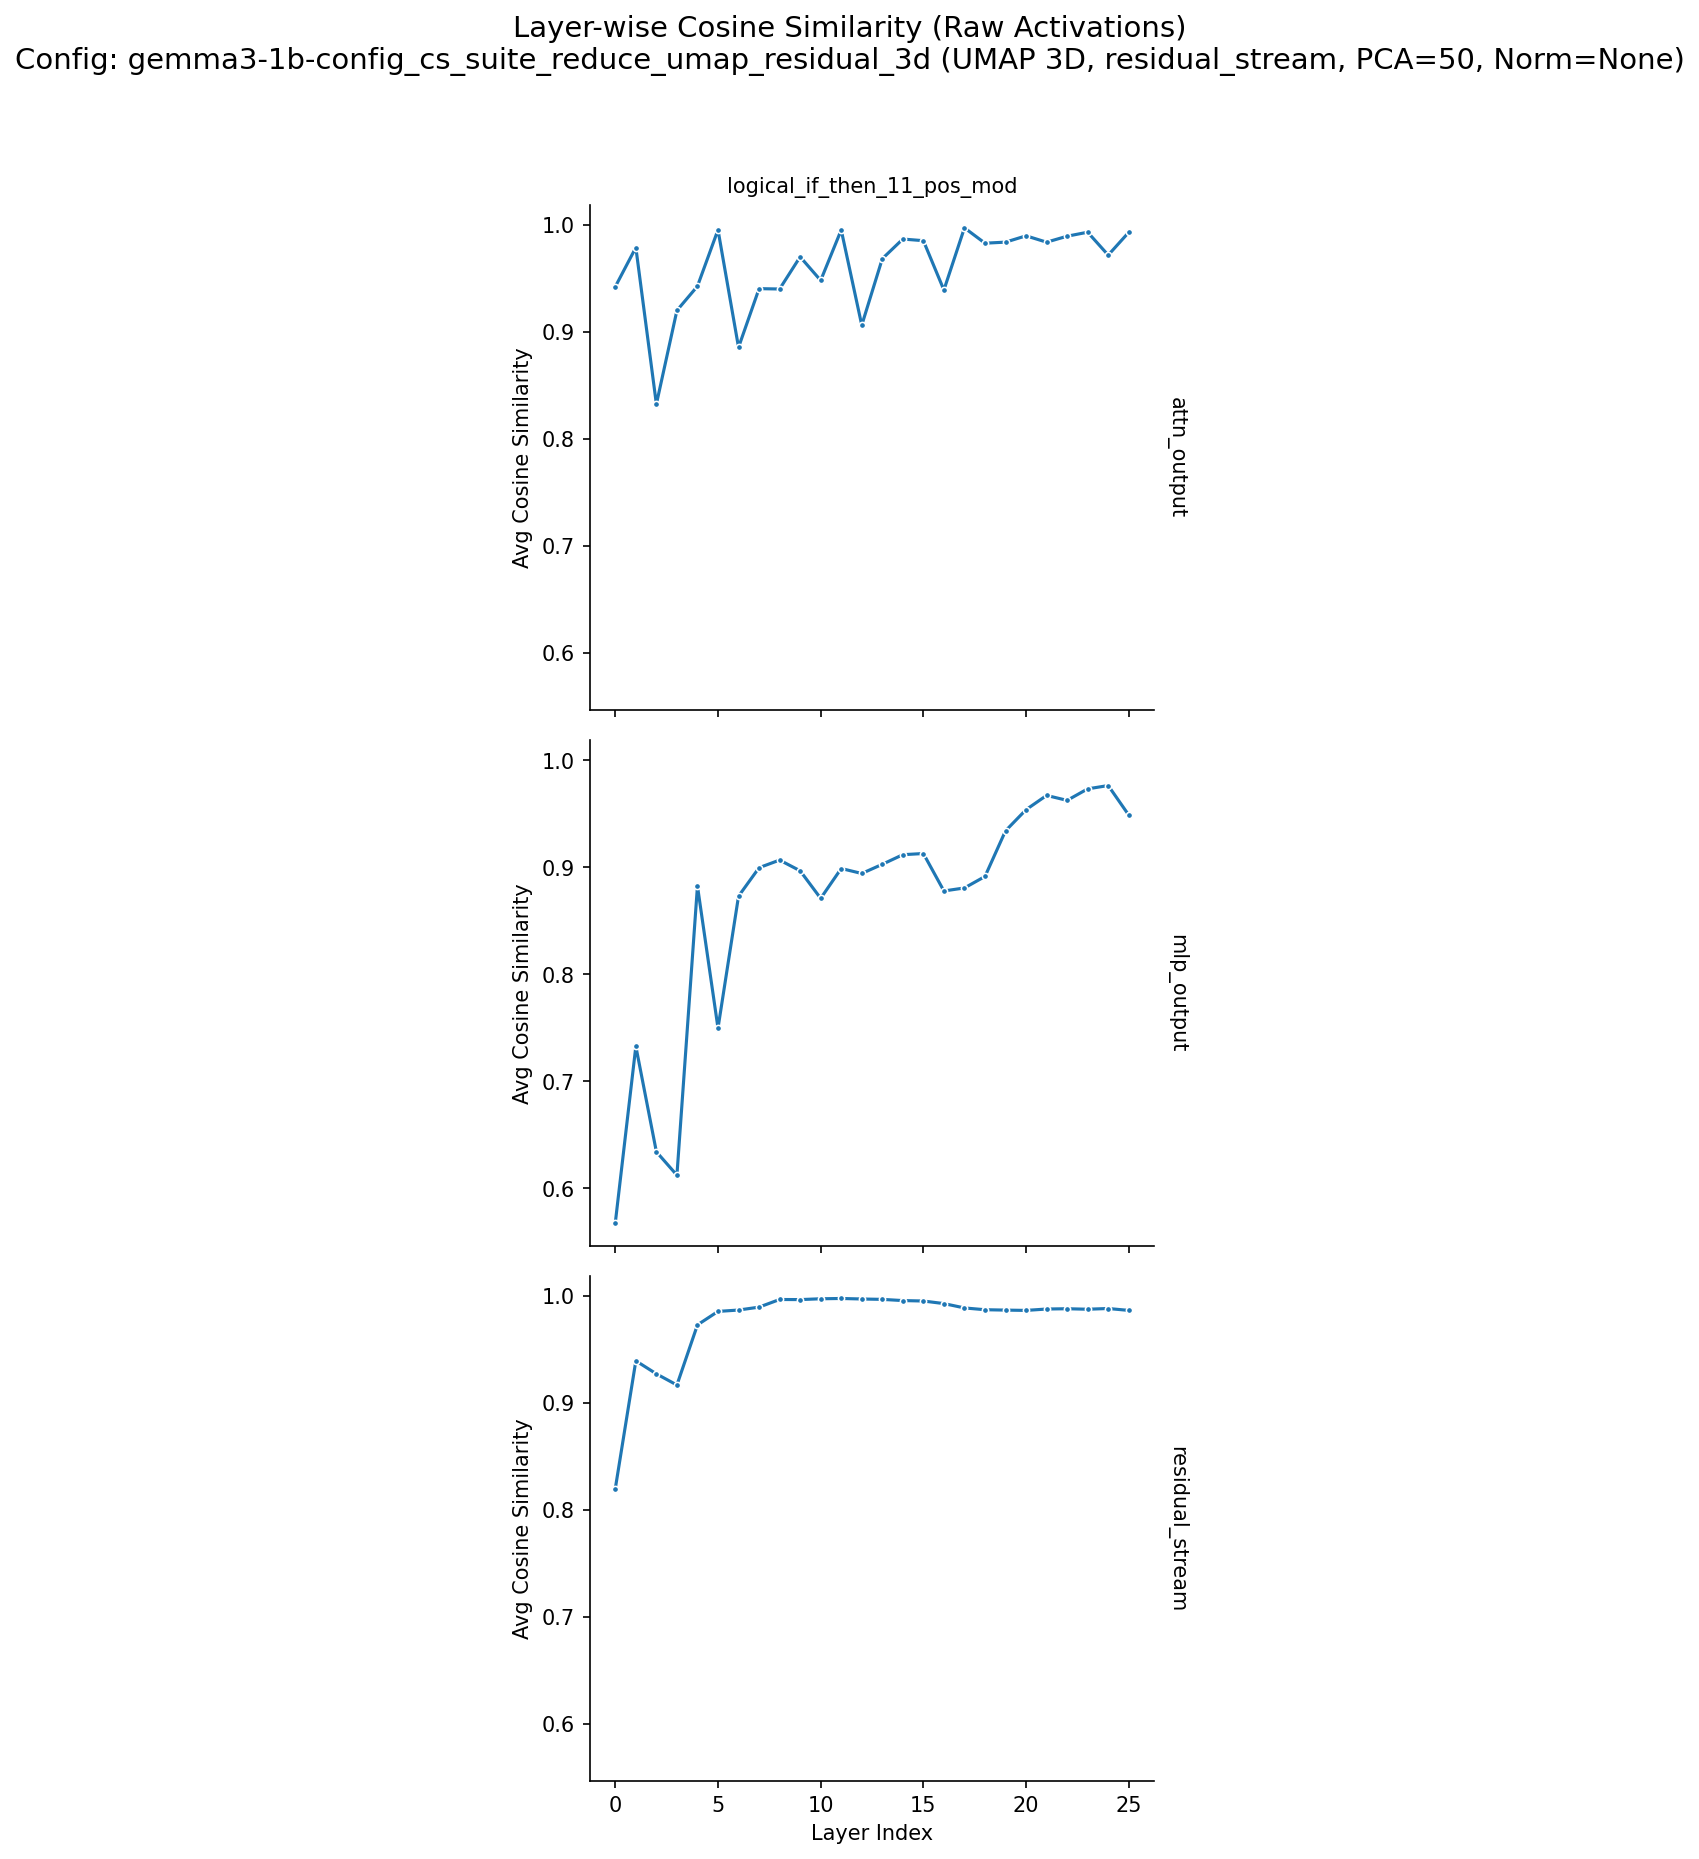 Layer-wise Cosine Similarity (Raw Activations)
Config: gemma3-1b-config_cs_suite_reduce_umap_residual_3d (UMAP 3D, residual_stream, PCA=50, Norm=None)
logical_if_then_11_pos_mod
1.0
0.9
0.8
0.7
0.6
Avg Cosine Similarity
attn_output
1.0
0.9
0.8
0.7
0.6
Avg Cosine Similarity
mlp_output
1.0
0.9
0.8
0.7
0.6
Avg Cosine Similarity
residual_stream
0 5 10 15 20 25
Layer Index